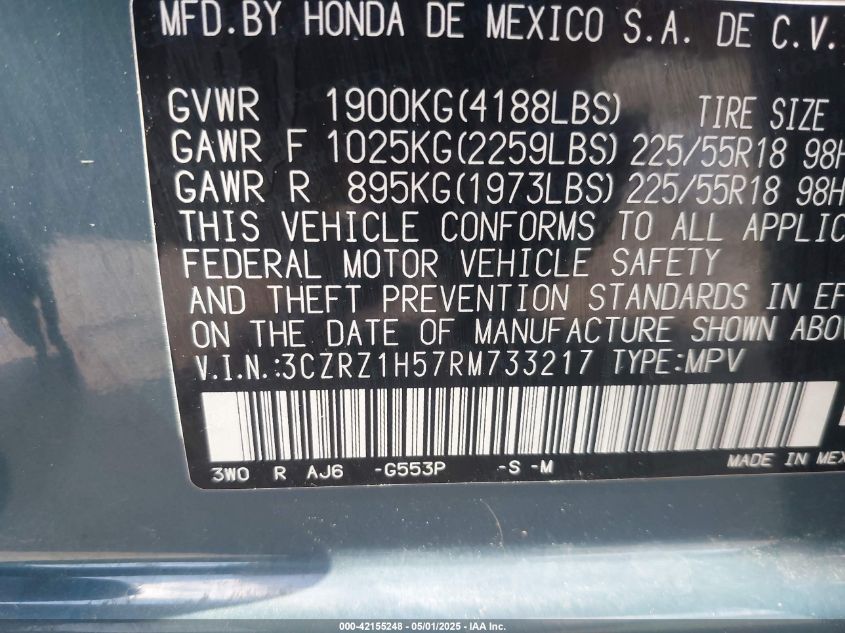 MFD.BY HONDA DE MEXICO S.A. DE C.V.
GVWR 1900KG(4188LBS) TIRE SIZE
GAWR F 1025KG(2259LBS) 225/55R18 98H
GAWR R 895KG(1973LBS) 225/55R18 98H
THIS VEHICLE CONFORMS TO ALL APPLIC
FEDERAL MOTOR VEHICLE SAFETY
AND THEFT PREVENTION STANDARDS IN EF
ON THE DATE OF MANUFACTURE SHOWN ABOV
V.I.N.:3CZRZ1H57RM733217 TYPE:MPV
3W0 R AJ6 -G553P -S -M MADE IN MEX
000-42155248 - 05/01/2025 - IAA Inc.